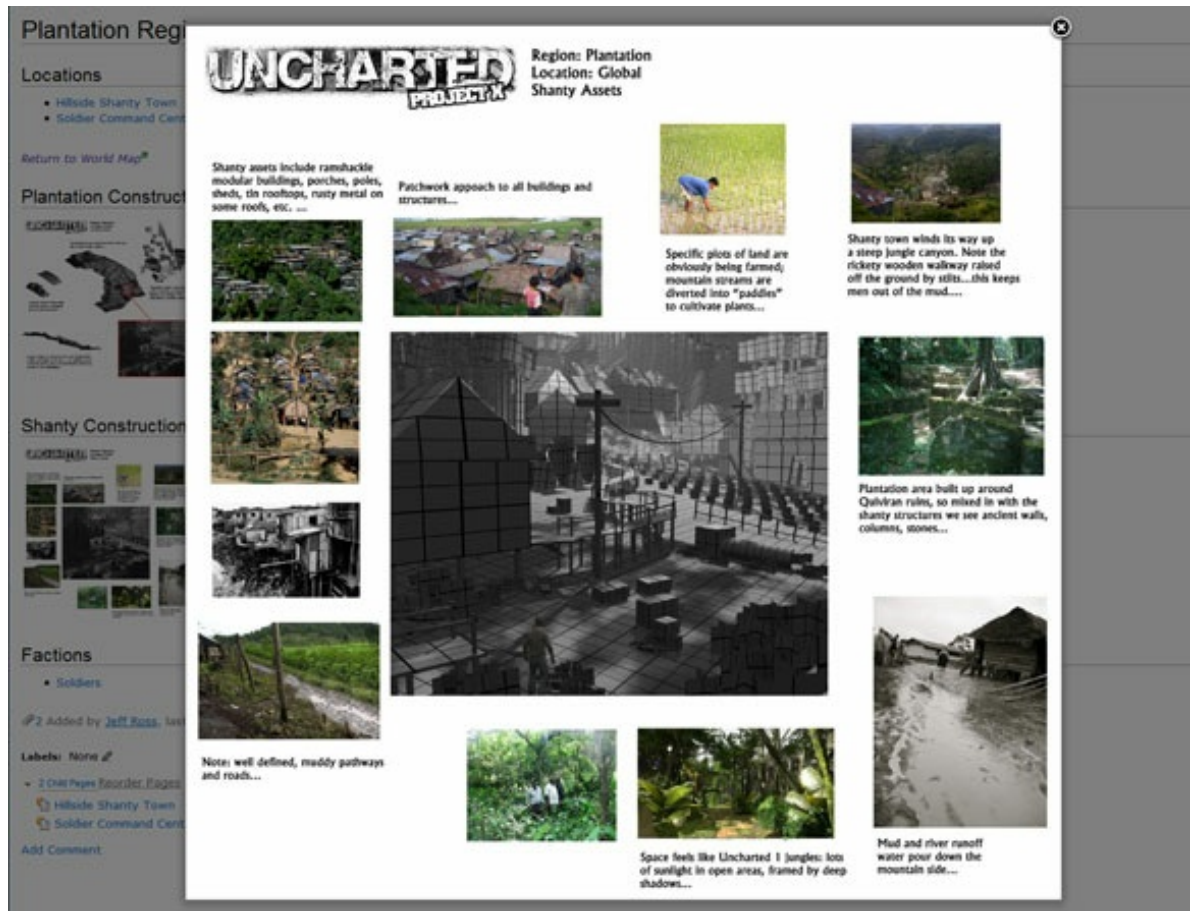 Plantation Regi
Locations
Hillside Shanty Town
Soldier Command Cent
Return to World Map
Plantation Construct
Shanty Construction
Factions
Soldiers
2 Added by Jeff Ross, last
Labels: None
2 Child Pages Reorder Pages
Hillside Shanty Town
Soldier Command Cent
Add Comment
UNCHARTED
PROJECT X
Region: Plantation
Location: Global
Shanty Assets
Shanty assets include ramshackle
modular buildings, porches, poles,
sheds, tin rooftops, rusty metal on
some roofs, etc. ...
Patchwork appoach to all buildings and
structures...
Specific plots of land are
obviously being farmed;
mountain streams are
diverted into "paddies"
to cultivate plants...
Shanty town winds its way up
a steep jungle canyon. Note the
rickety wooden walkway raised
off the ground by stilts...this keeps
men out of the mud....
Plantation area built up around
Quiviran ruins, so mixed in with the
shanty structures we see ancient walls,
columns, stones...
Note: well defined, muddy pathways
and roads...
Space feels like Uncharted 1 jungles: lots
of sunlight in open areas, framed by deep
shadows...
Mud and river runoff
water pour down the
mountain side...